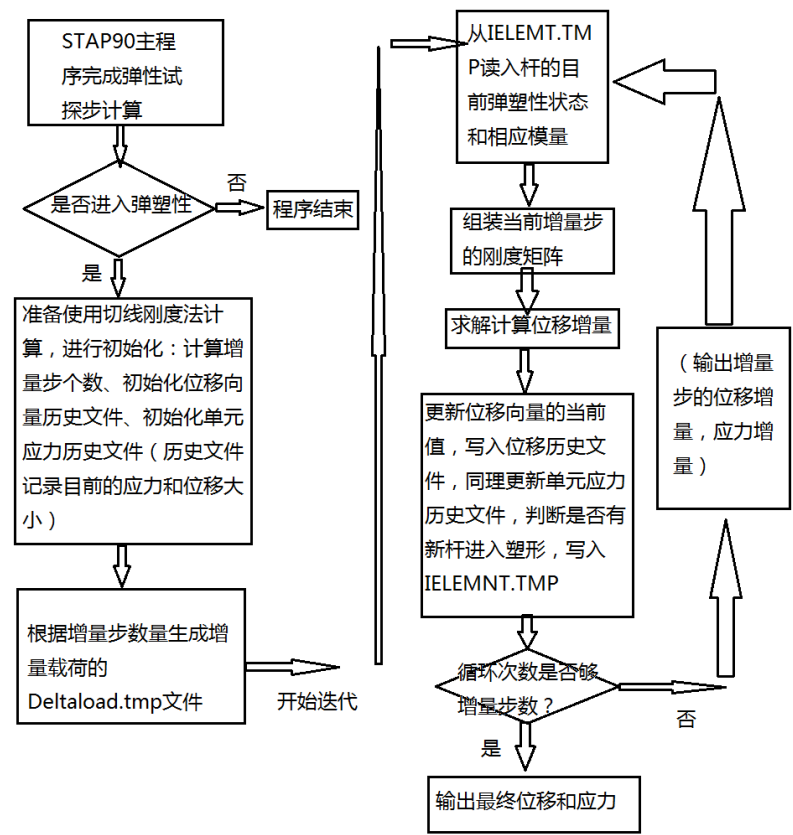 STAP90主程
序完成弹性试
探步计算
是否进入弹塑性
否
程序结束
是
准备使用切线刚度法计
算，进行初始化：计算增
量步个数、初始化位移向
量历史文件、初始化单元
应力历史文件（历史文件
记录目前的应力和位移大
小）
根据增量步数量生成增
量载荷的
Deltaload.tmp文件
开始迭代
从IELEMT.TM
P读入杆的目
前弹塑性状态
和相应模量
组装当前增量步
的刚度矩阵
求解计算位移增量
更新位移向量的当前
值，写入位移历史文
件，同理更新单元应力
历史文件，判断是否有
新杆进入塑形，写入
IELEMNT.TMP
循环次数是否够
增量步数？
否
（输出增量
步的位移增
量，应力增
量）
是
输出最终位移和应力